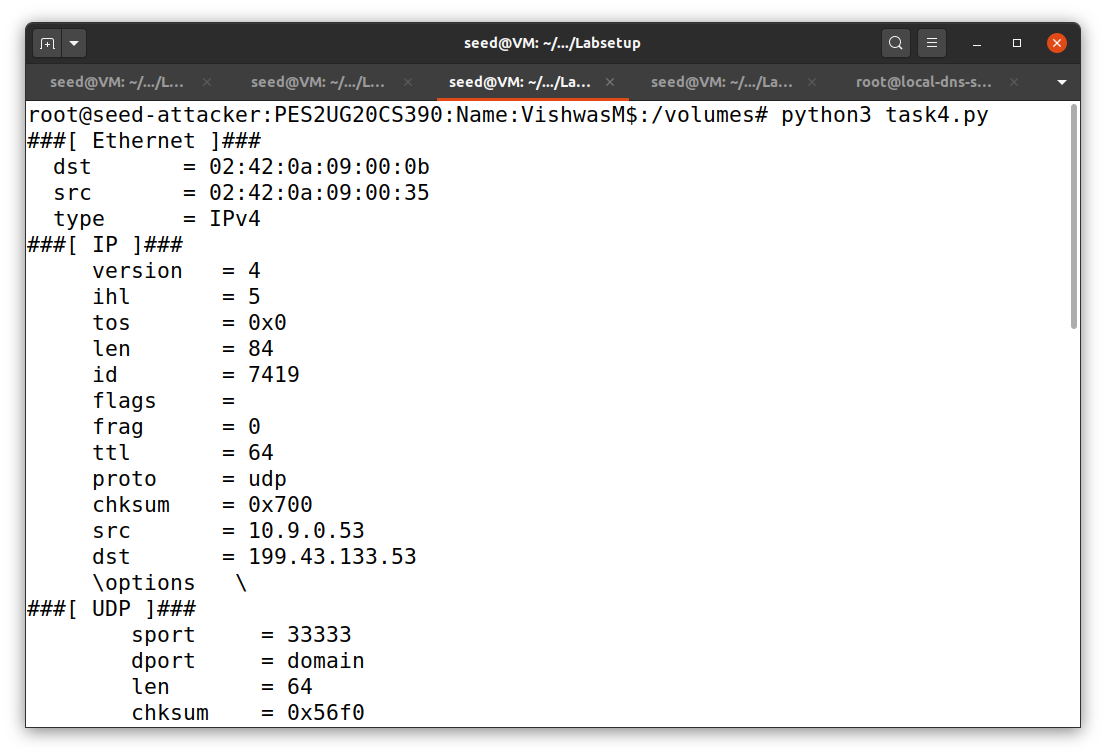 seed@VM: ~/.../Labsetup
seed@VM: ~/.../L... seed@VM: ~/.../L... seed@VM: ~/.../La... seed@VM: ~/.../La... root@local-dns-s...
root@seed-attacker:PES2UG20CS390:Name:VishwasM$:/volumes# python3 task4.py
###[ Ethernet ]###
  dst       = 02:42:0a:09:00:0b
  src       = 02:42:0a:09:00:35
  type      = IPv4
###[ IP ]###
     version   = 4
     ihl       = 5
     tos       = 0x0
     len       = 84
     id        = 7419
     flags     =
     frag      = 0
     ttl       = 64
     proto     = udp
     chksum    = 0x700
     src       = 10.9.0.53
     dst       = 199.43.133.53
     \options   \
###[ UDP ]###
        sport     = 33333
        dport     = domain
        len       = 64
        chksum    = 0x56f0